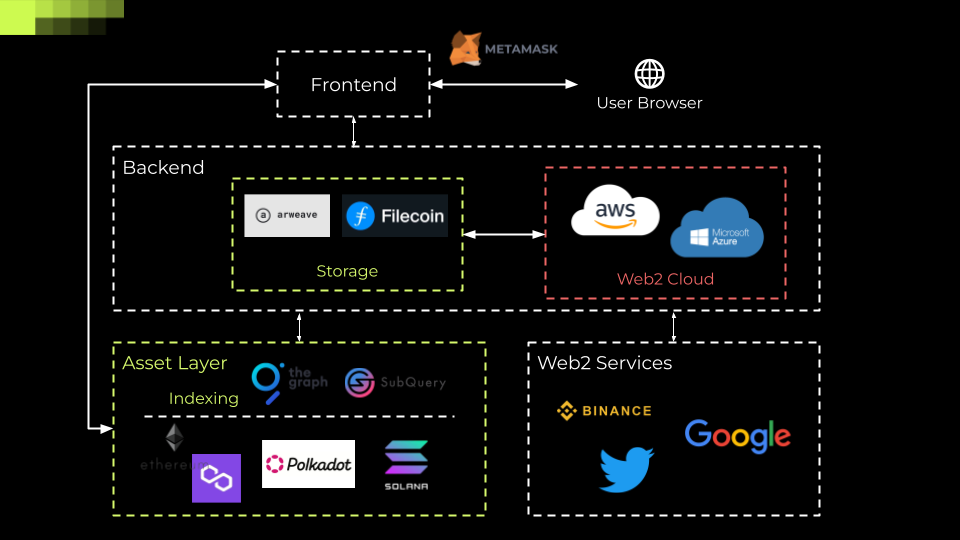 METAMASK
Frontend
User Browser
Backend
arweave
Filecoin
Storage
aws
Microsoft
Azure
Web2 Cloud
Asset Layer
the
graph
SubQuery
Indexing
ethereum
Polkadot
SOLANA
Web2 Services
BINANCE
Google